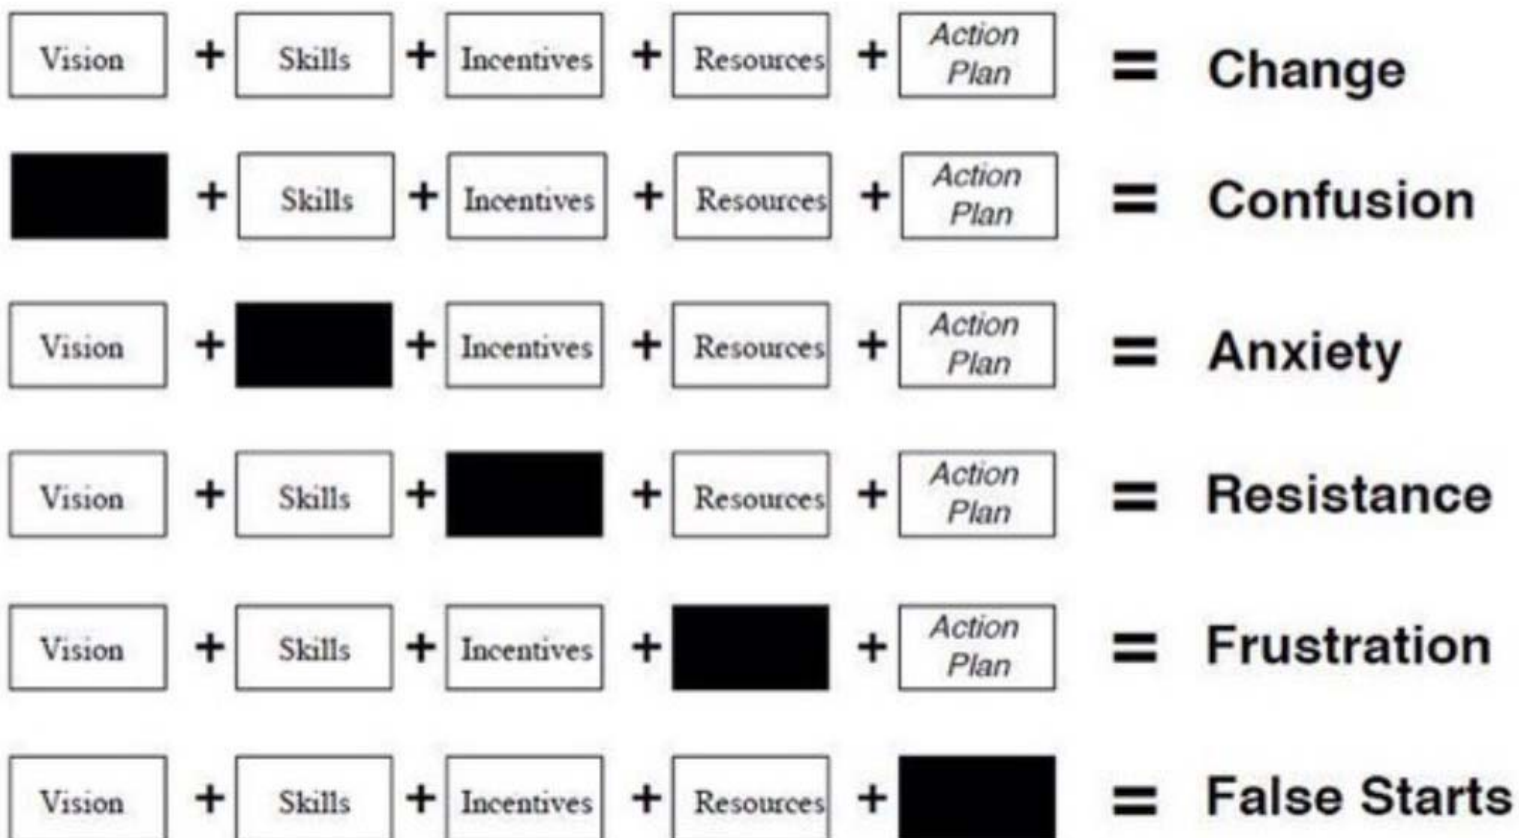 Vision + Skills + Incentives + Resources + Action Plan = Change
+ Skills + Incentives + Resources + Action Plan = Confusion
Vision + + Incentives + Resources + Action Plan = Anxiety
Vision + Skills + + Resources + Action Plan = Resistance
Vision + Skills + Incentives + + Action Plan = Frustration
Vision + Skills + Incentives + Resources + = False Starts